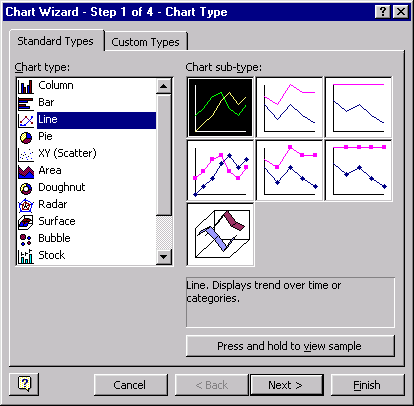 Chart Wizard - Step 1 of 4 - Chart Type
Standard Types
Custom Types
Chart type:
Chart sub-type:
Column
Bar
Line
Pie
XY (Scatter)
Area
Doughnut
Radar
Surface
Bubble
Stock
Line. Displays trend over time or
categories.
Press and hold to view sample
Cancel
< Back
Next >
Finish